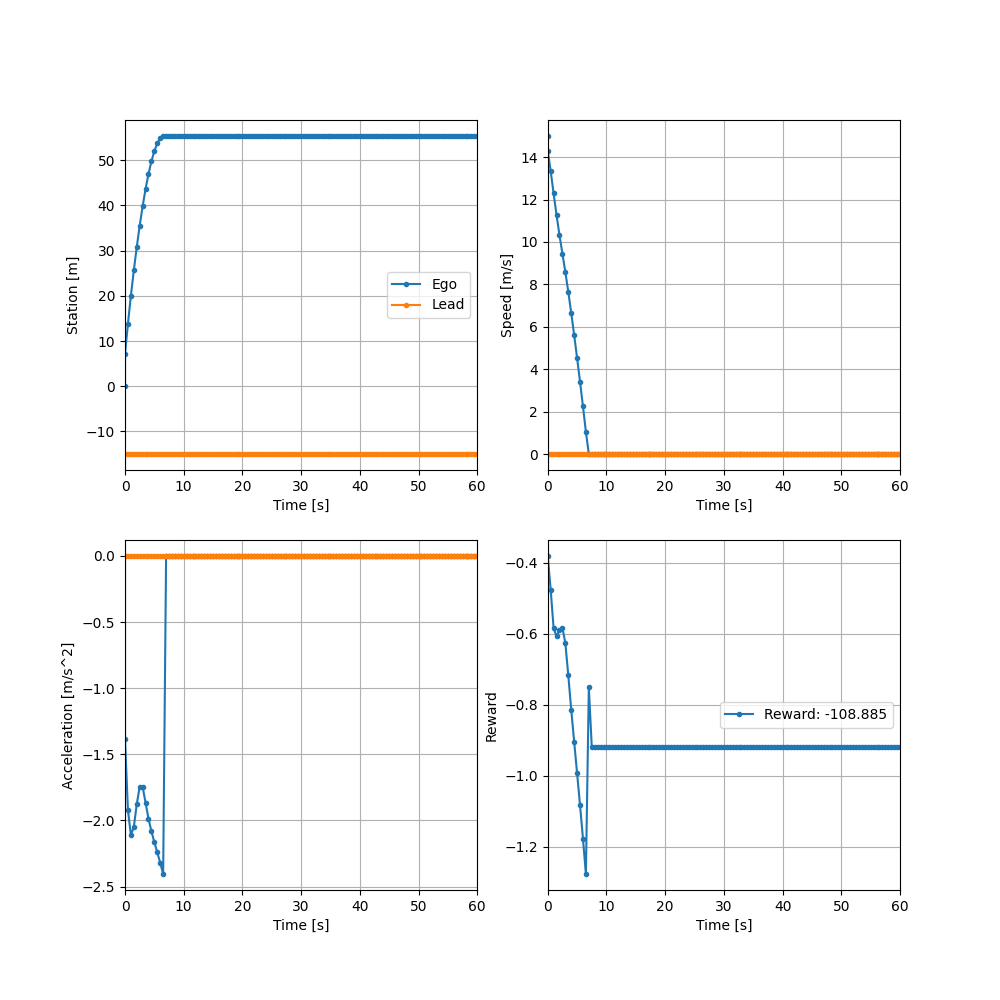 50
40
30
20
10
0
−10
Station [m]
0 10 20 30 40 50 60
Time [s]
Ego
Lead
14
12
10
8
6
4
2
0
Speed [m/s]
0 10 20 30 40 50 60
Time [s]
0.0
−0.5
−1.0
−1.5
−2.0
−2.5
Acceleration [m/s^2]
0 10 20 30 40 50 60
Time [s]
−0.4
−0.6
−0.8
−1.0
−1.2
Reward
0 10 20 30 40 50 60
Time [s]
Reward: -108.885